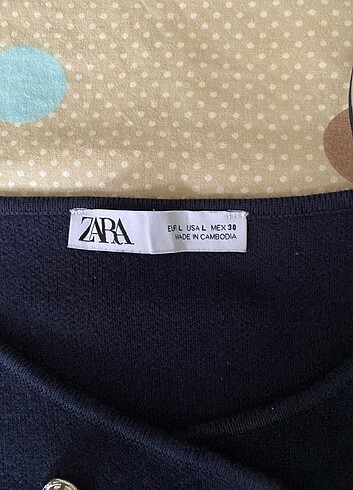 ZARA
EUR L USA L MEX 30
MADE IN CAMBODIA